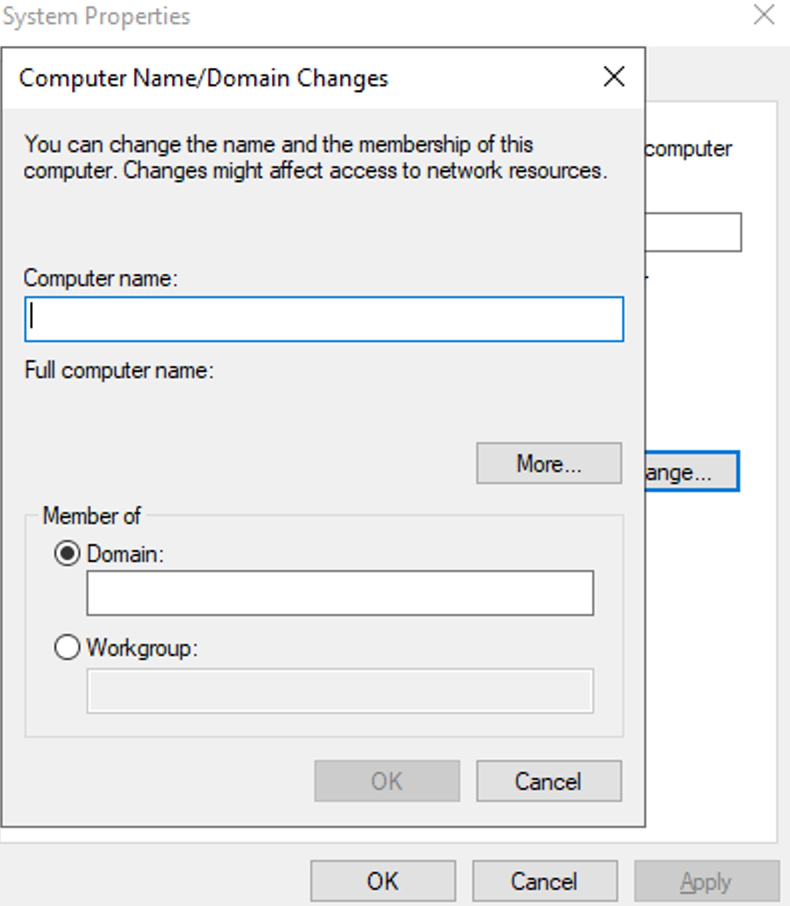 System Properties
Computer Name/Domain Changes
You can change the name and the membership of this
computer. Changes might affect access to network resources.
computer
Computer name:
Full computer name:
More...
ange...
Member of
Domain:
Workgroup:
OK
Cancel
OK
Cancel
Apply